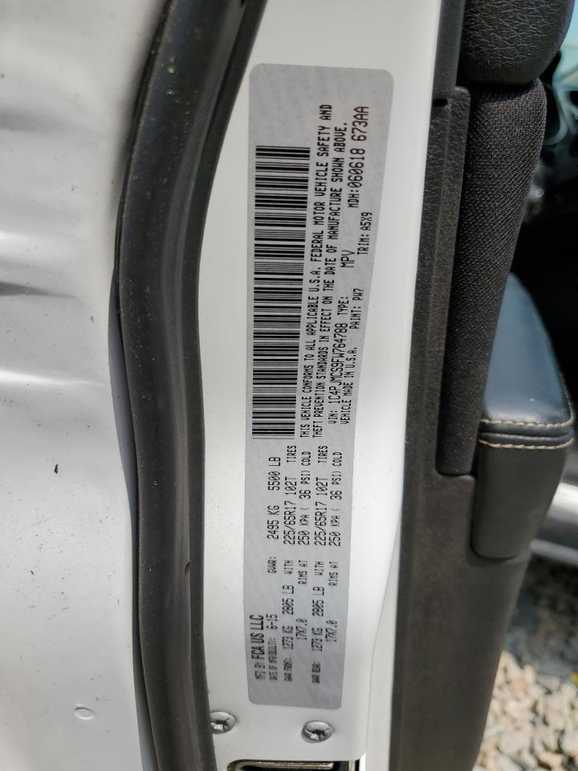 MFD BY FCA US LLC
DATE OF MFR 6-15 GVWR: 2495 KG 5500 LB
GAWR FRONT: 1273 KG 2805 LB WITH 225/65R17 102T TIRES
17X7.0 RIMS AT 250 KPA ( 36 PSI) COLD
GAWR REAR: 1273 KG 2805 LB WITH 225/65R17 102T TIRES
17X7.0 RIMS AT 250 KPA ( 36 PSI) COLD
THIS VEHICLE CONFORMS TO ALL APPLICABLE U.S.A. FEDERAL MOTOR VEHICLE SAFETY AND
THEFT PREVENTION STANDARDS IN EFFECT ON THE DATE OF MANUFACTURE SHOWN ABOVE.
VIN: 1C4PJMCS9FW764788 TYPE: MPV MDH: 060618 673AA
VEHICLE MADE IN U.S.A. PAINT: PW7 TRIM: A5X9